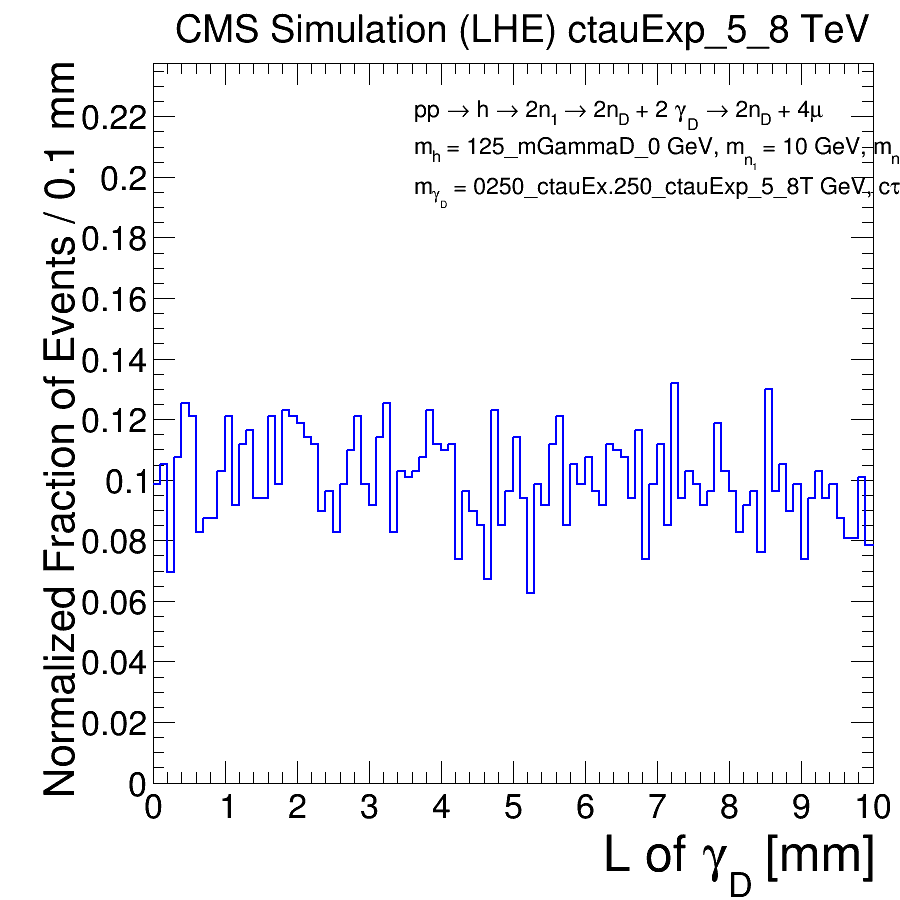 CMS Simulation (LHE) ctauExp_5_8 TeV
pp → h → 2n1 → 2nD + 2 γD → 2nD + 4μ
mh = 125_mGammaD_0 GeV, mn1 = 10 GeV, mn
mγD = 0250_ctauEx.250_ctauExp_5_8T GeV, cτ
Normalized Fraction of Events / 0.1 mm
0.22
0.2
0.18
0.16
0.14
0.12
0.1
0.08
0.06
0.04
0.02
0
0 1 2 3 4 5 6 7 8 9 10
L of γD [mm]